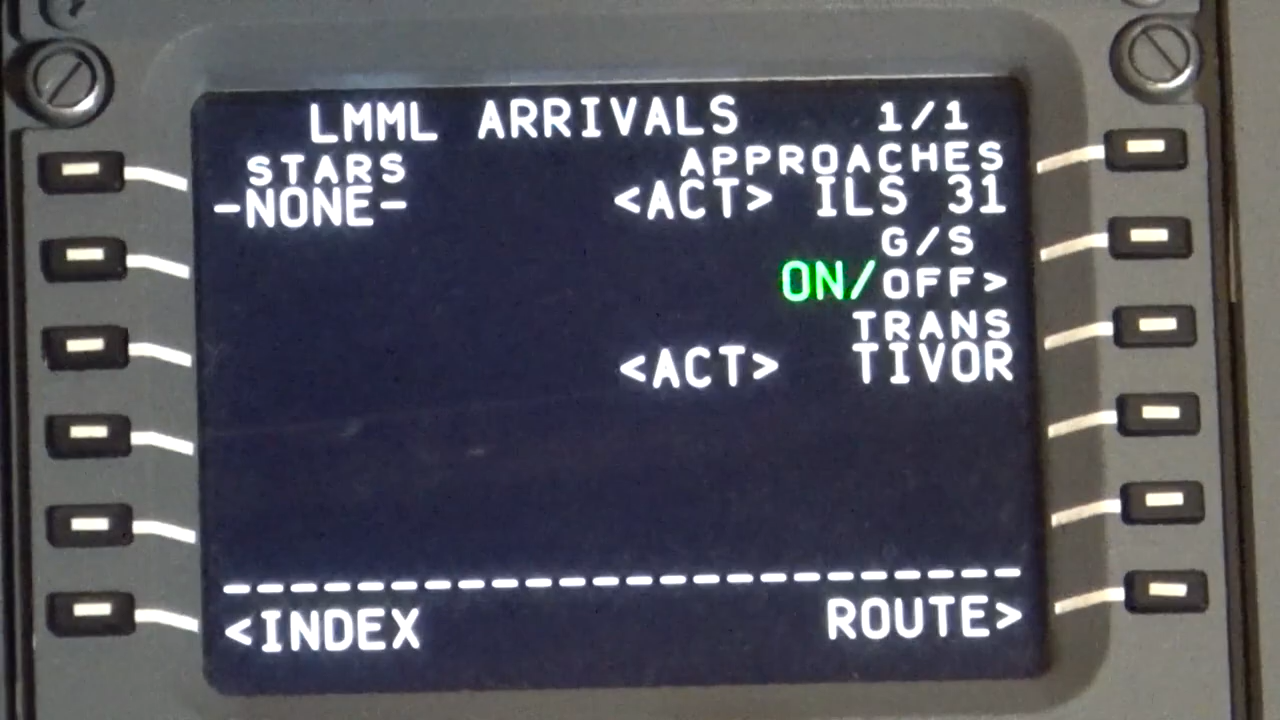 LMML ARRIVALS 1/1
STARS APPROACHES
-NONE- <ACT> ILS 31
G/S
ON/OFF>
TRANS
<ACT> TIVOR
------------------------
<INDEX ROUTE>